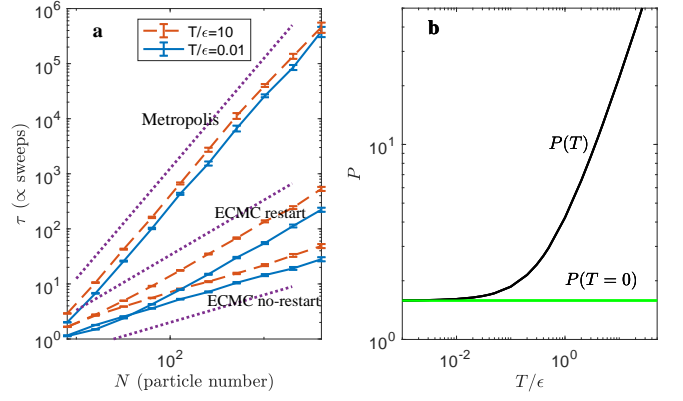 a
T/ϵ=10
T/ϵ=0.01
Metropolis
ECMC restart
ECMC no-restart
10^6
10^5
10^4
10^3
10^2
10^1
10^0
τ (∝ sweeps)
10^2
N (particle number)
b
P(T)
P(T = 0)
10^1
10^0
P
10^-2
10^0
T/ϵ